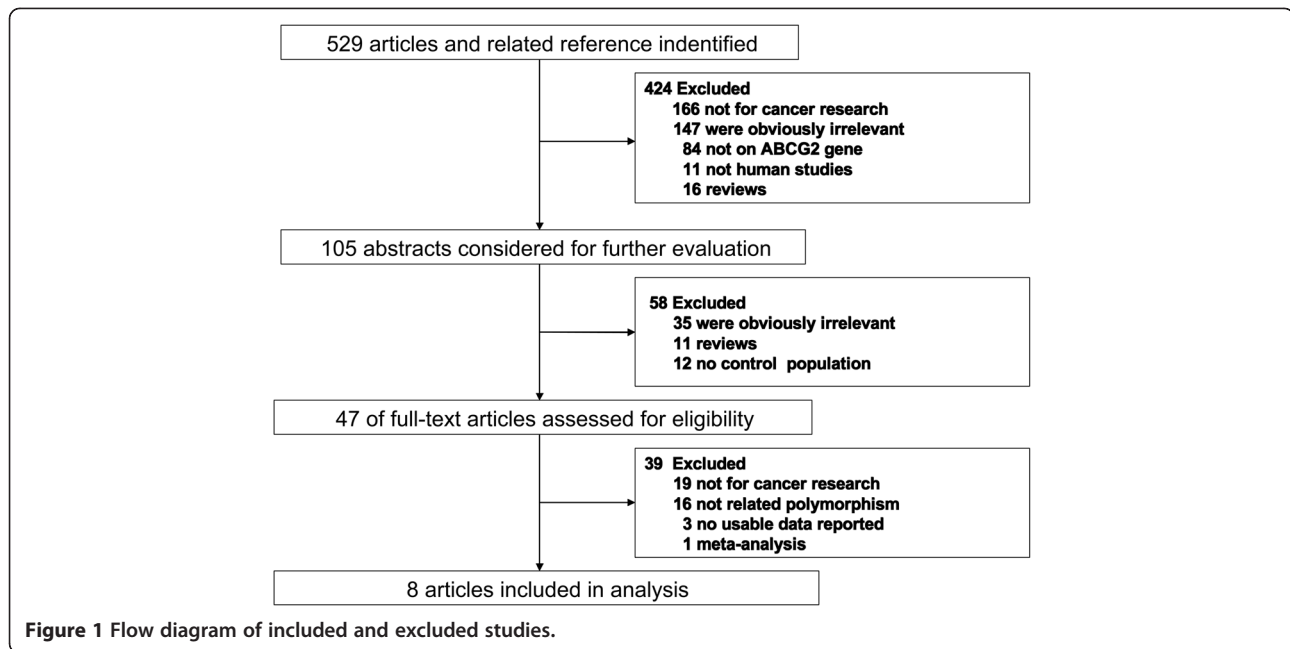 529 articles and related reference indentified
424 Excluded
166 not for cancer research
147 were obviously irrelevant
84 not on ABCG2 gene
11 not human studies
16 reviews
105 abstracts considered for further evaluation
58 Excluded
35 were obviously irrelevant
11 reviews
12 no control population
47 of full-text articles assessed for eligibility
39 Excluded
19 not for cancer research
16 not related polymorphism
3 no usable data reported
1 meta-analysis
8 articles included in analysis
Figure 1 Flow diagram of included and excluded studies.